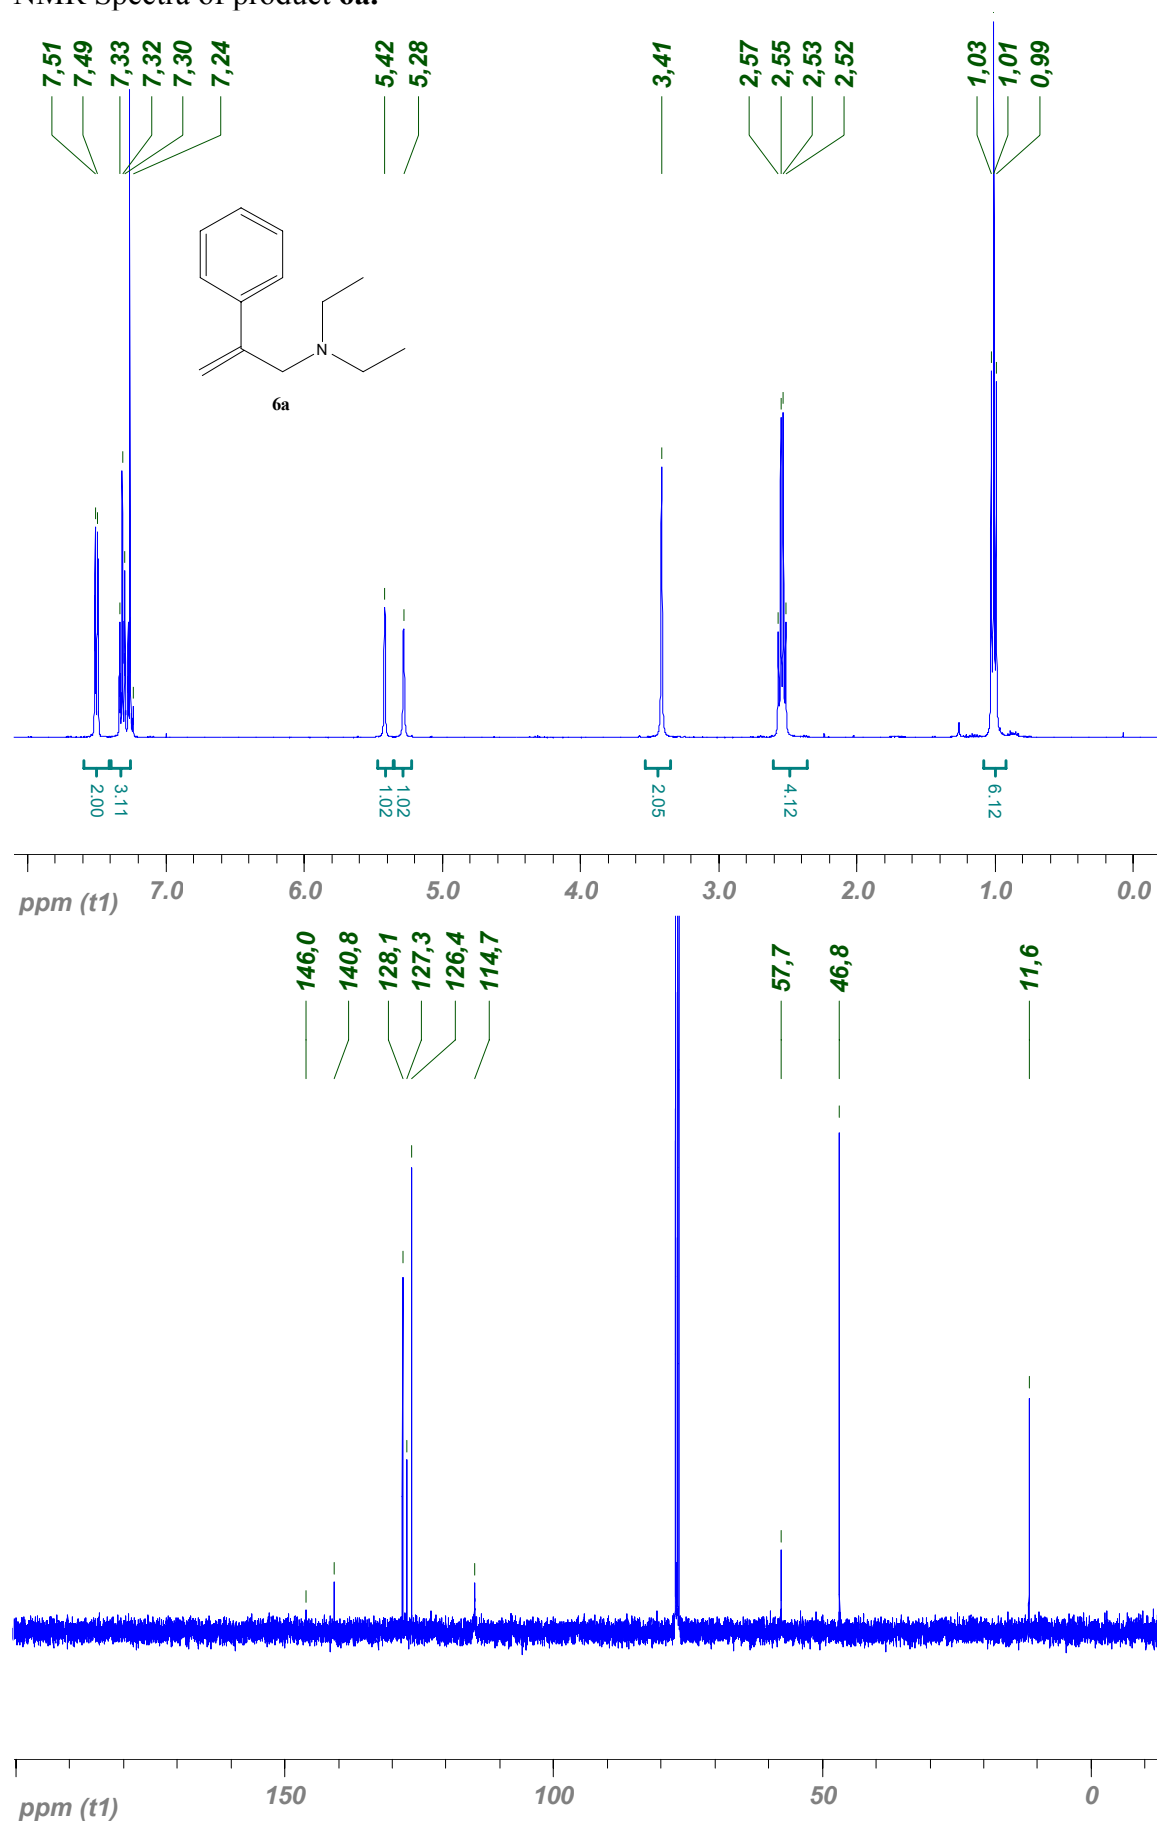 NMR Spectra of product 6a:
7,51 7,49 7,33 7,32 7,30 7,24 5,42 5,28 3,41 2,57 2,55 2,53 2,52 1,03 1,01 0,99
N
6a
2.00 3.11 1.02 1.02 2.05 4.12 6.12
ppm (t1) 7.0 6.0 5.0 4.0 3.0 2.0 1.0 0.0
146,0 140,8 128,1 127,3 126,4 114,7 57,7 46,8 11,6
ppm (t1) 150 100 50 0